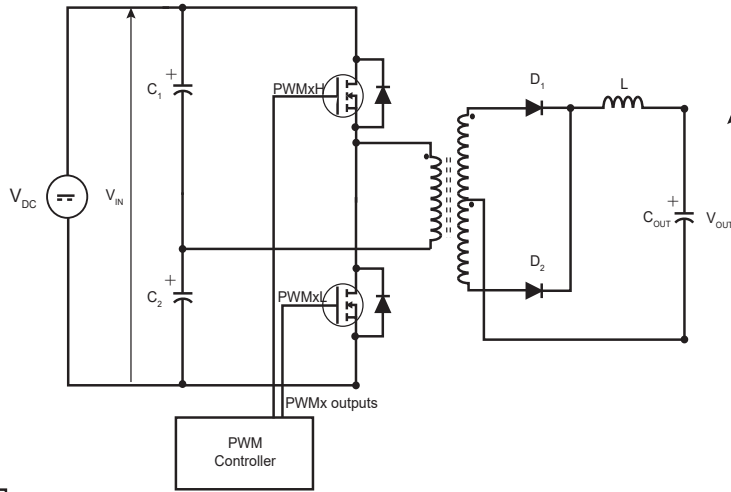 D1
L
PWMxH
C1
+
VDC
VIN
+
COUT
VOUT
+
C2
PWMxL
D2
PWMx outputs
PWM
Controller